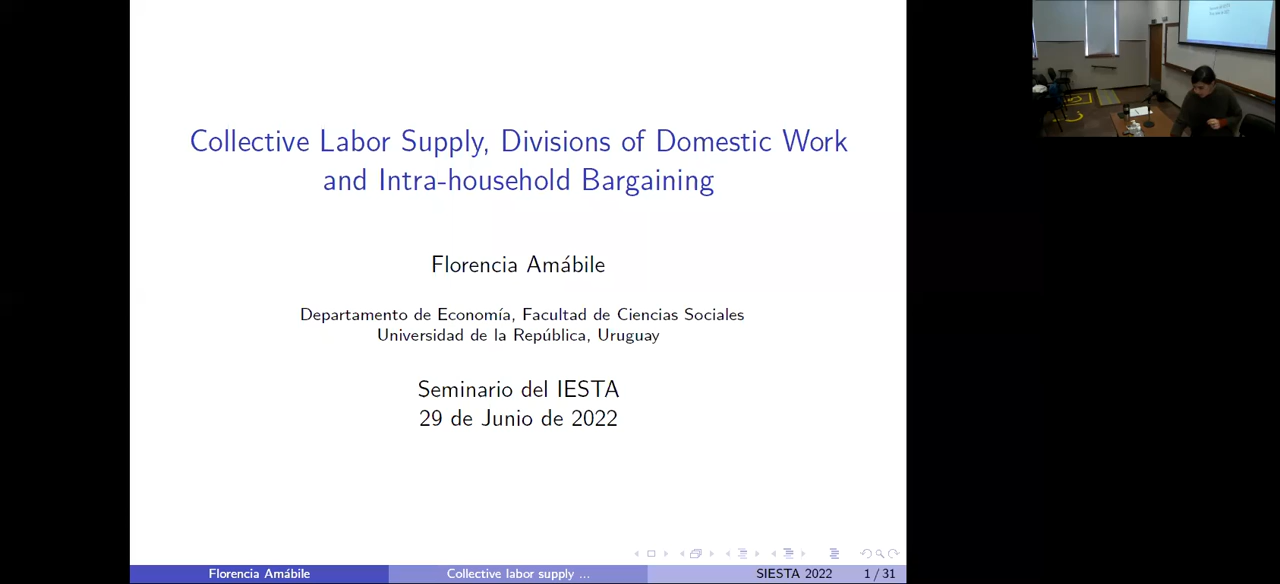 Collective Labor Supply, Divisions of Domestic Work
and Intra-household Bargaining
Florencia Amábile
Departamento de Economía, Facultad de Ciencias Sociales
Universidad de la República, Uruguay
Seminario del IESTA
29 de Junio de 2022
Florencia Amábile
Collective labor supply ...
SIESTA 2022
1 / 31